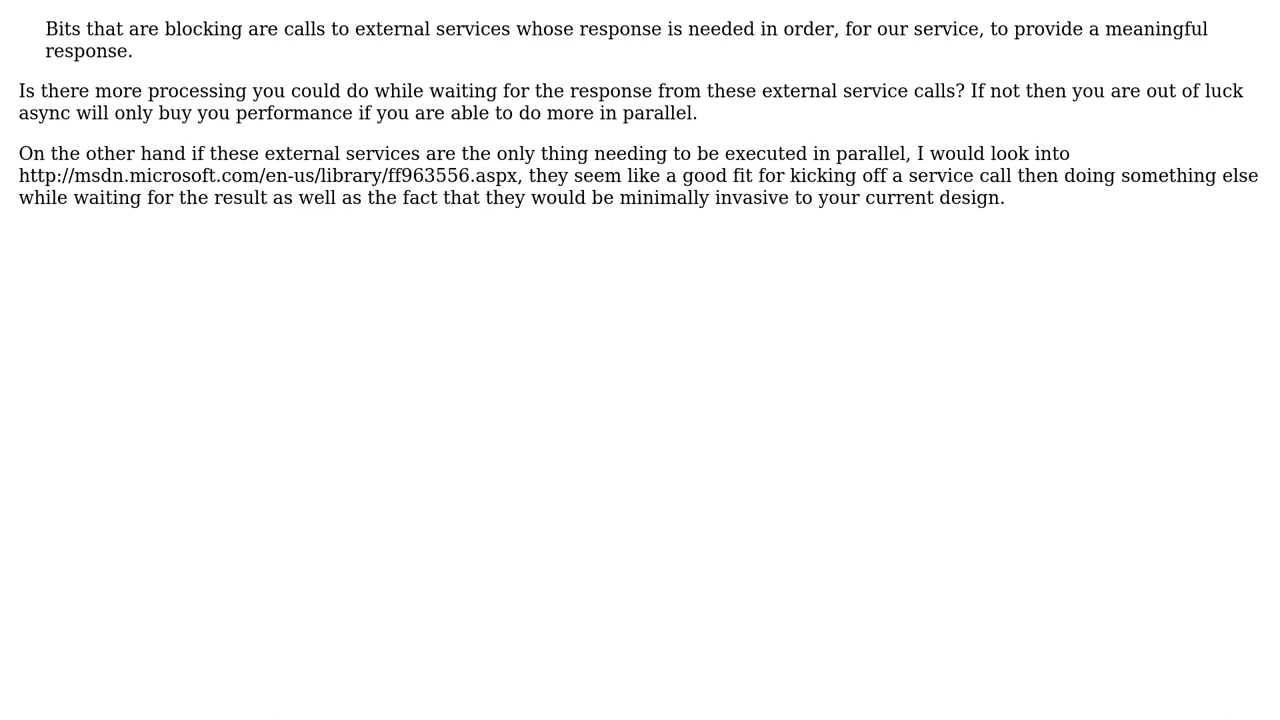 Bits that are blocking are calls to external services whose response is needed in order, for our service, to provide a meaningful
response.
Is there more processing you could do while waiting for the response from these external service calls? If not then you are out of luck
async will only buy you performance if you are able to do more in parallel.
On the other hand if these external services are the only thing needing to be executed in parallel, I would look into
http://msdn.microsoft.com/en-us/library/ff963556.aspx, they seem like a good fit for kicking off a service call then doing something else
while waiting for the result as well as the fact that they would be minimally invasive to your current design.